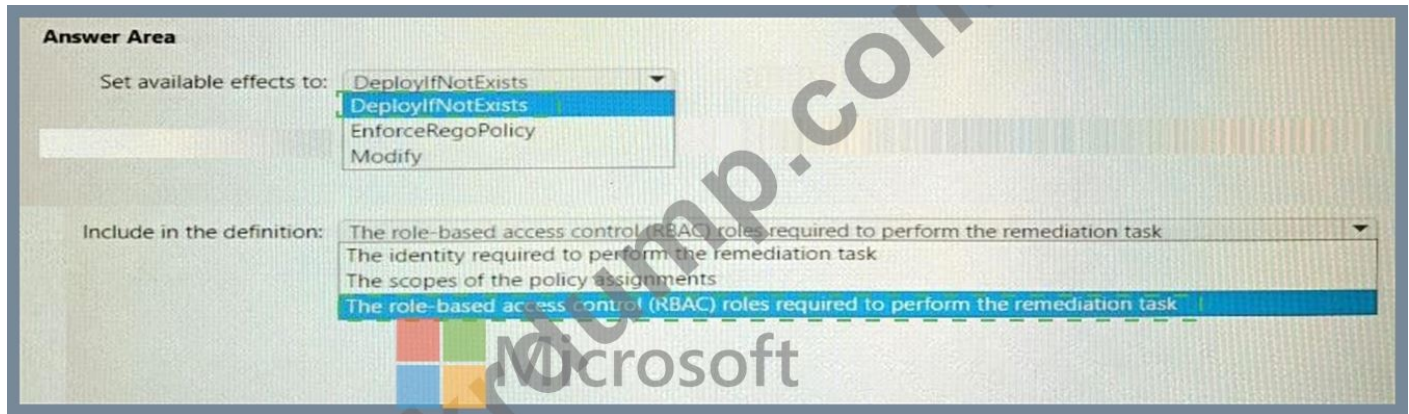 Answer Area
Set available effects to: DeployIfNotExists
DeployIfNotExists
EnforceRegoPolicy
Modify
Include in the definition: The role-based access control (RBAC) roles required to perform the remediation task
The identity required to perform the remediation task
The scopes of the policy assignments
The role-based access control (RBAC) roles required to perform the remediation task
Microsoft
rdump.com